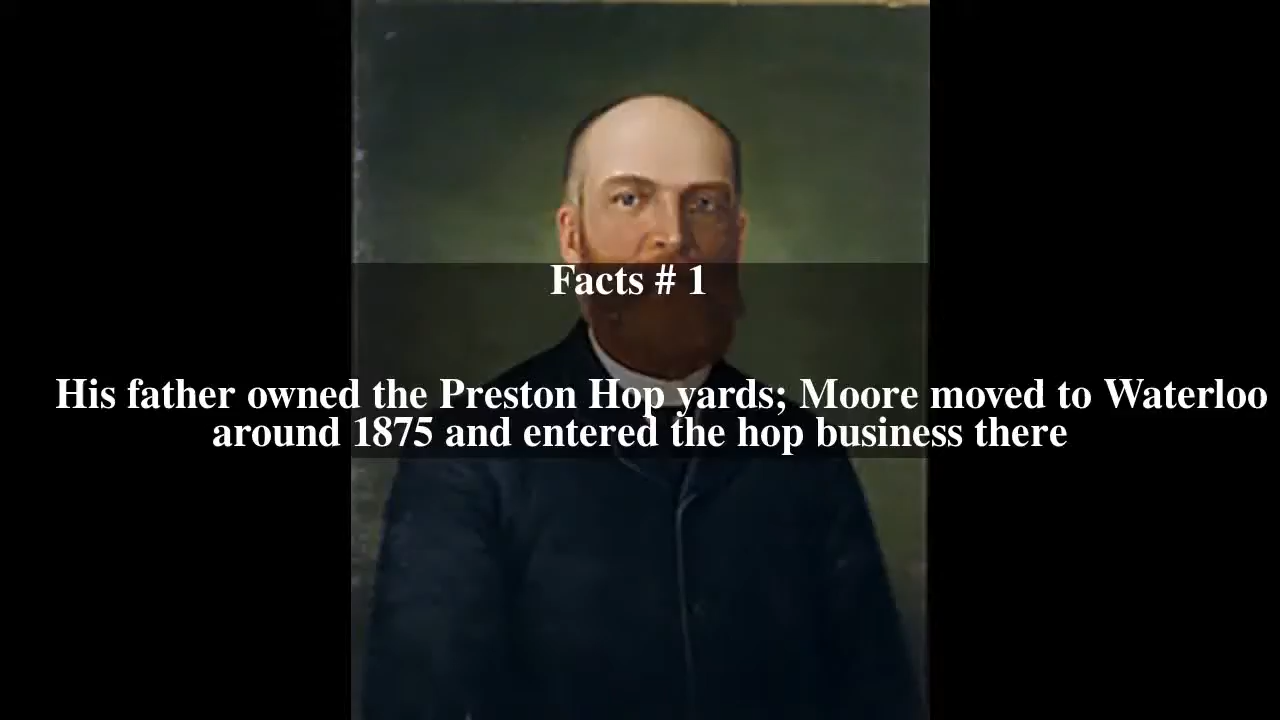 Facts # 1
His father owned the Preston Hop yards; Moore moved to Waterloo
around 1875 and entered the hop business there